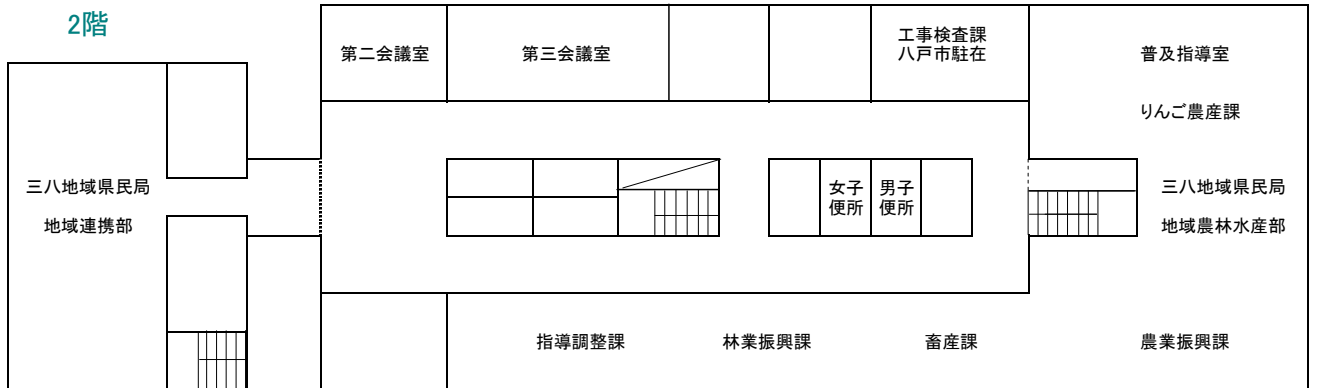 2階
第二会議室
第三会議室
工事検査課
八戸市駐在
普及指導室
りんご農産課
三八地域県民局
地域連携部
女子
便所
男子
便所
三八地域県民局
地域農林水産部
指導調整課
林業振興課
畜産課
農業振興課